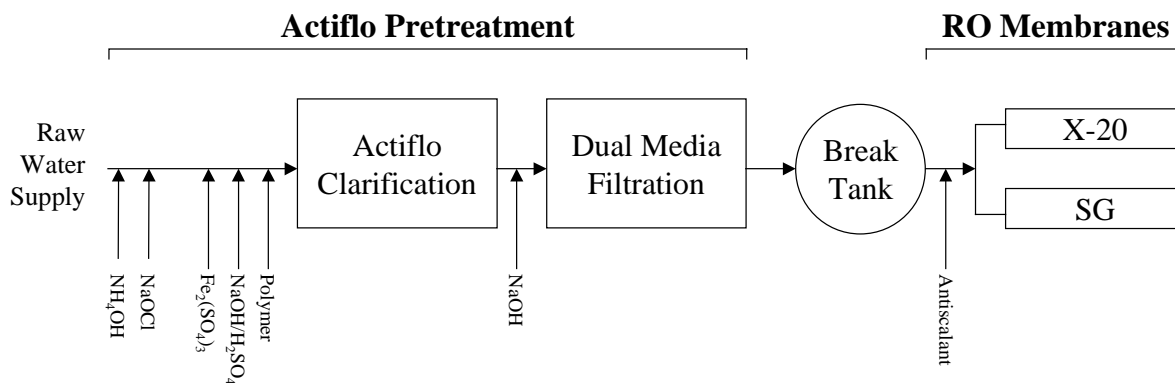 Actiflo Pretreatment
RO Membranes
Raw
Water
Supply
Actiflo
Clarification
Dual Media
Filtration
Break
Tank
X-20
SG
NH₄OH
NaOCl
Fe₂(SO₄)₃
NaOH/H₂SO₄
Polymer
NaOH
Antiscalant